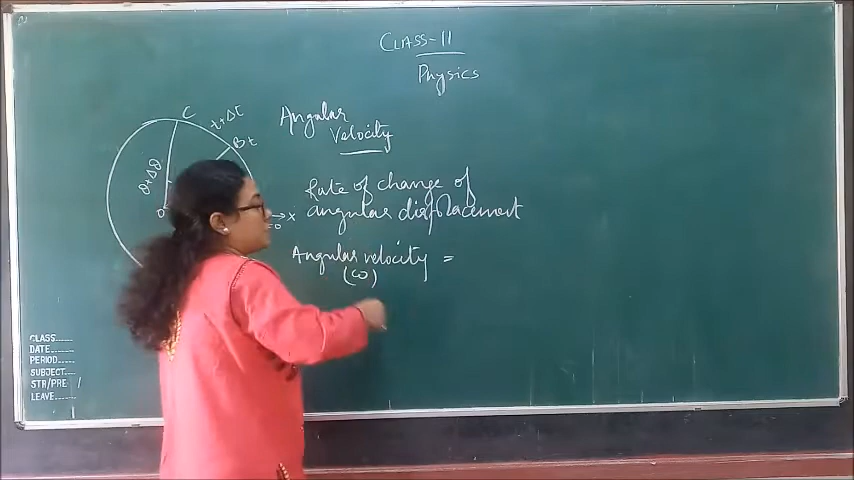 CLASS-11
Physics
C
t+Δt
B t
θ+Δθ
O
X
=0
Angular
Velocity
Rate of change of
angular displacement
Angular velocity =
(ω)
CLASS
DATE
PERIOD
SUBJECT
STR/PRE /
LEAVE